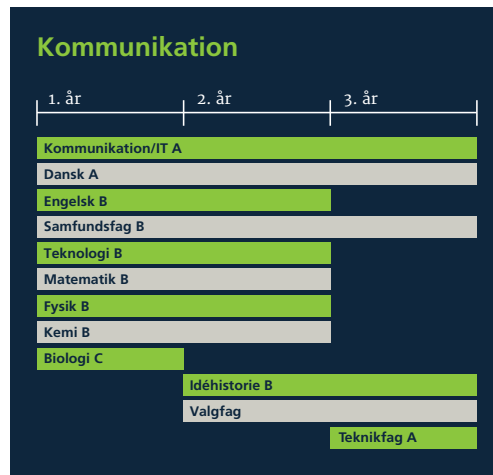 Kommunikation
1. år 2. år 3. år
Kommunikation/IT A
Dansk A
Engelsk B
Samfundsfag B
Teknologi B
Matematik B
Fysik B
Kemi B
Biologi C
Idéhistorie B
Valgfag
Teknikfag A